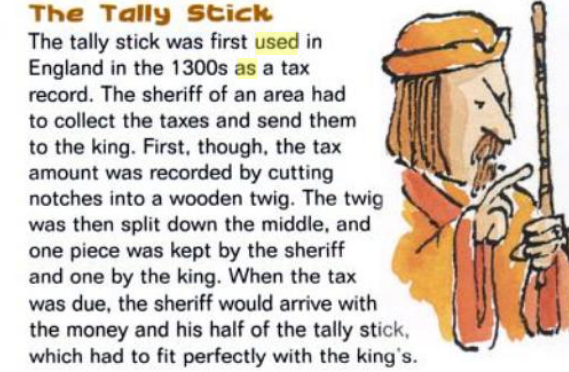 The Tally Stick
The tally stick was first used in
England in the 1300s as a tax
record. The sheriff of an area had
to collect the taxes and send them
to the king. First, though, the tax
amount was recorded by cutting
notches into a wooden twig. The twig
was then split down the middle, and
one piece was kept by the sheriff
and one by the king. When the tax
was due, the sheriff would arrive with
the money and his half of the tally stick,
which had to fit perfectly with the king's.